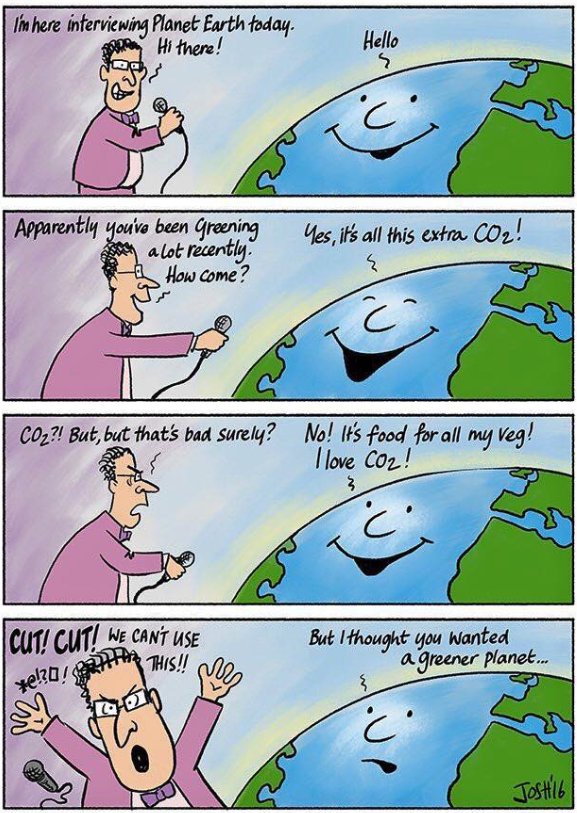 I'm here interviewing Planet Earth today.
Hi there!
Hello
Apparently you've been Greening
a lot recently.
How come?
Yes, it's all this extra CO2!
CO2?! But, but that's bad surely?
No! It's food for all my Veg!
I love CO2!
CUT! CUT! WE CAN'T USE
THIS!!
*e!?□!
But I thought you wanted
a greener planet...
JOSH'16